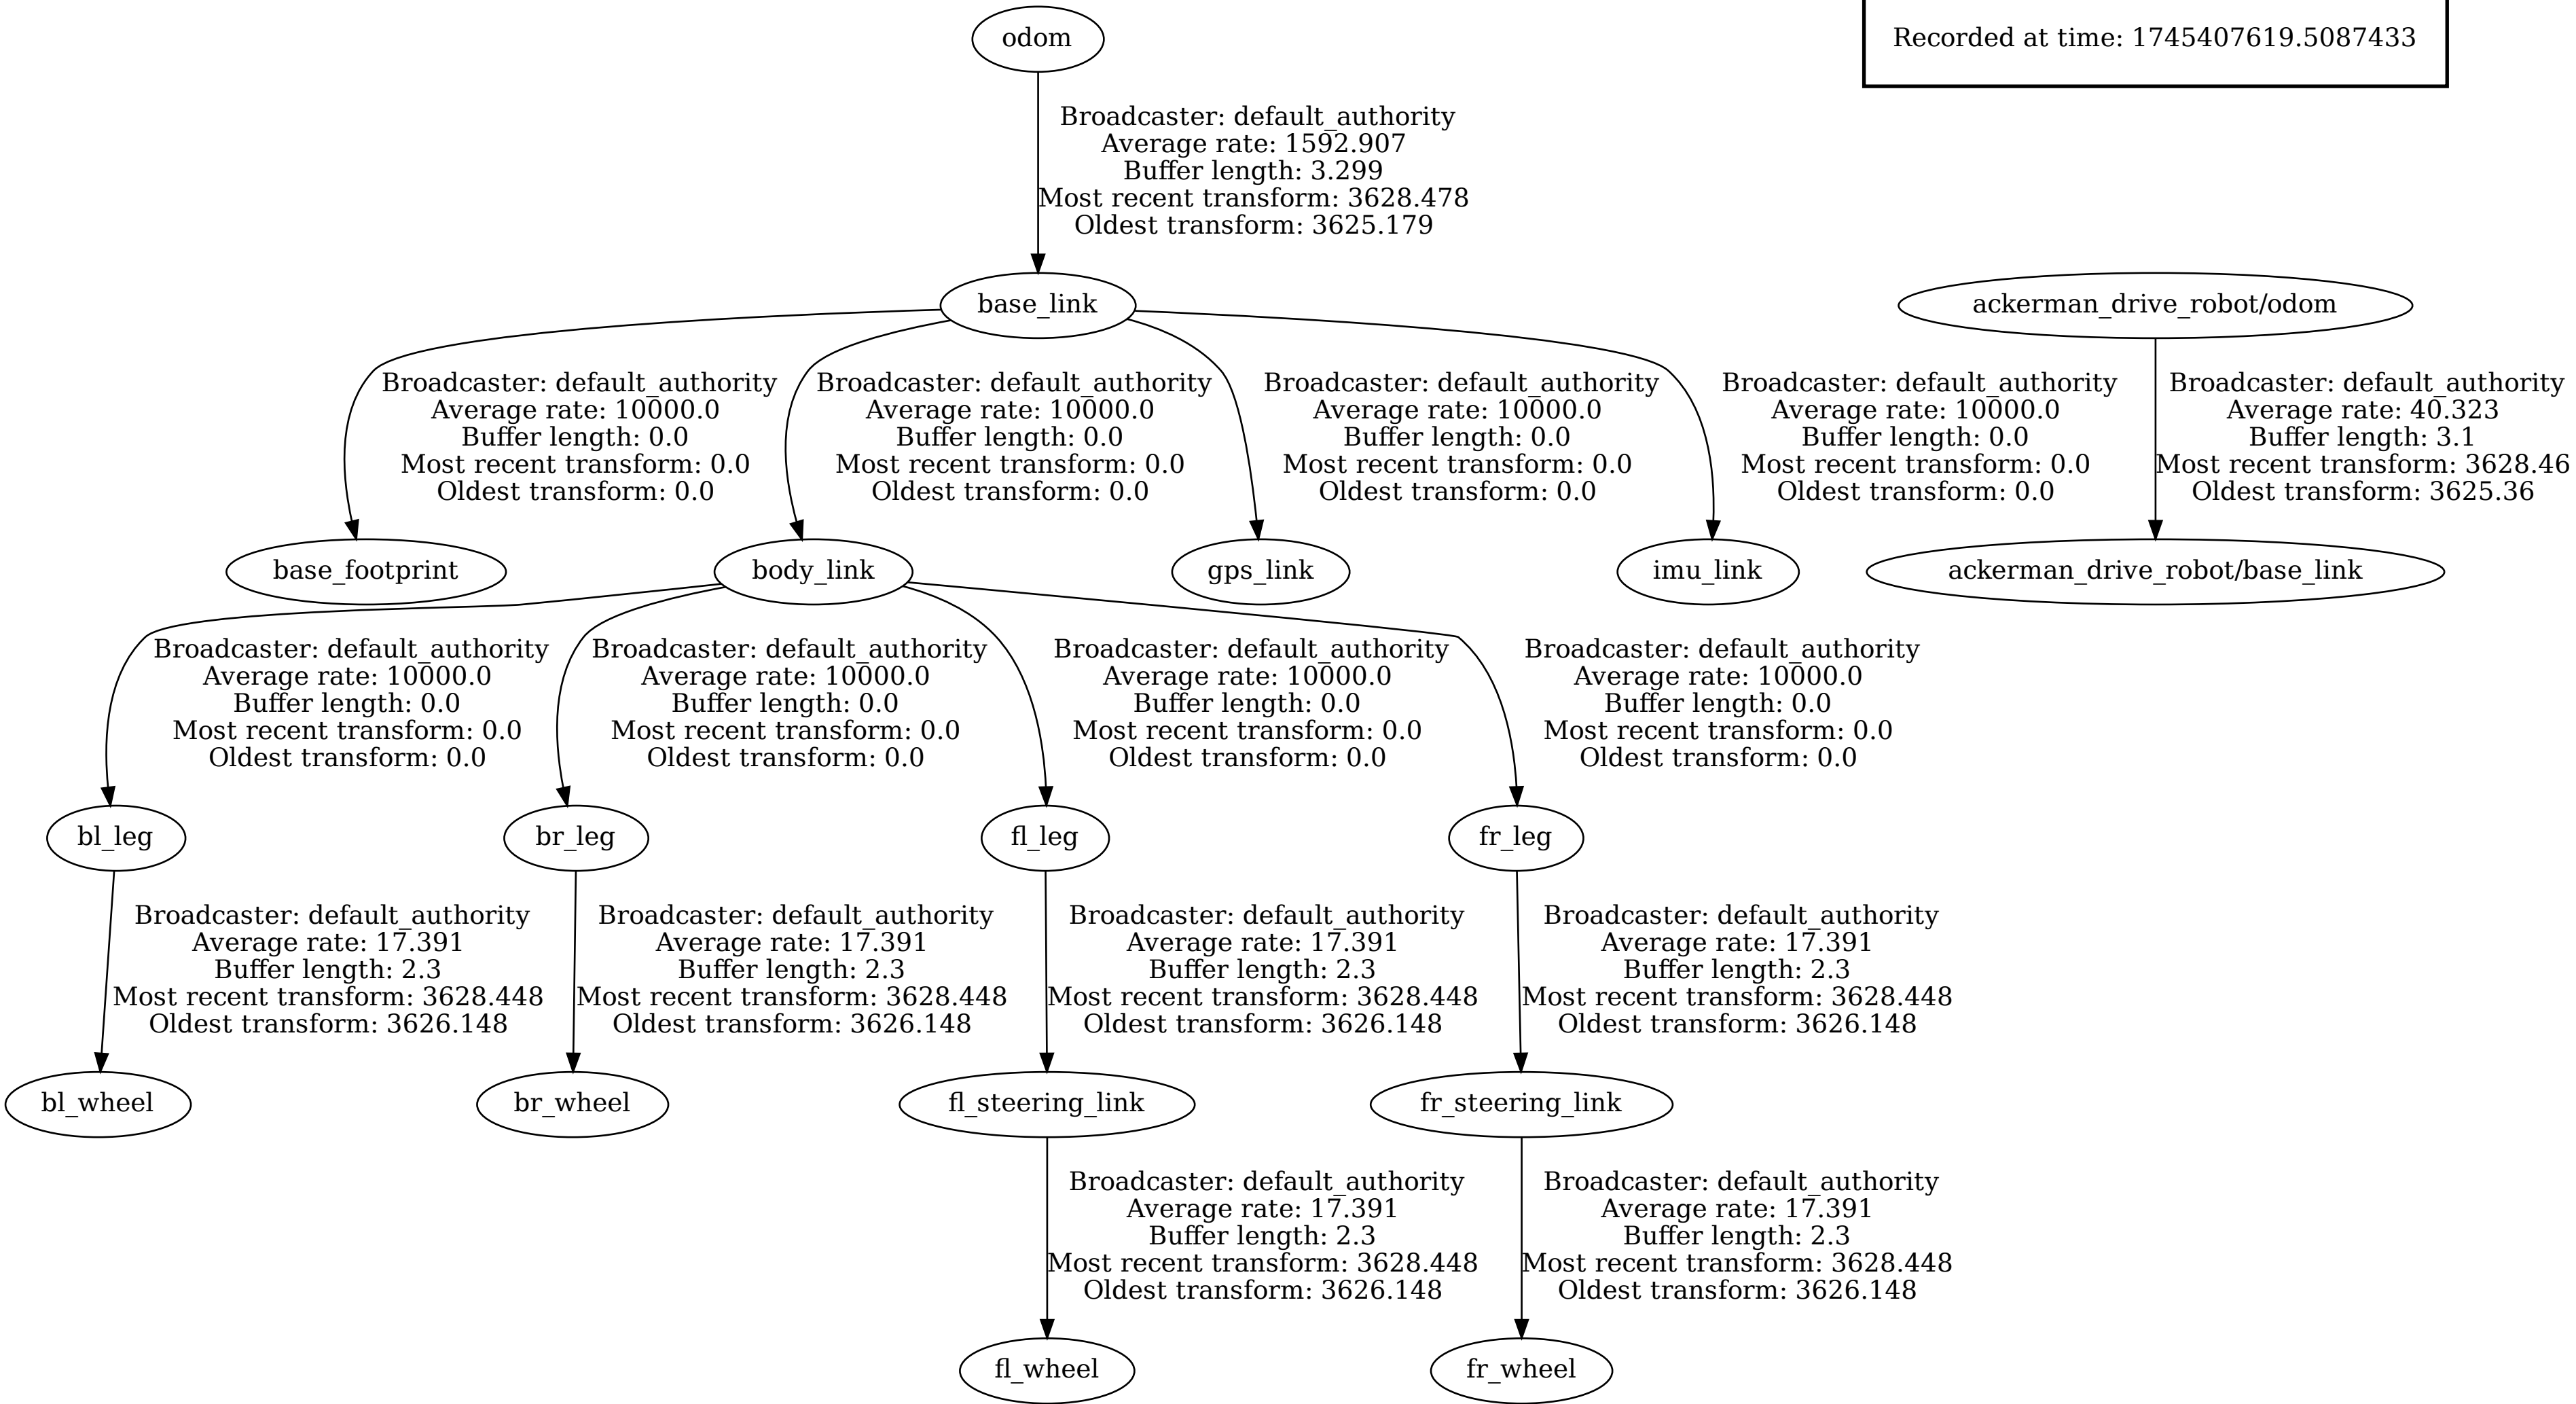 odom
Recorded at time: 1745407619.5087433
Broadcaster: default_authority
Average rate: 1592.907
Buffer length: 3.299
Most recent transform: 3628.478
Oldest transform: 3625.179
base_link
ackerman_drive_robot/odom
Broadcaster: default_authority
Average rate: 10000.0
Buffer length: 0.0
Most recent transform: 0.0
Oldest transform: 0.0
Broadcaster: default_authority
Average rate: 10000.0
Buffer length: 0.0
Most recent transform: 0.0
Oldest transform: 0.0
Broadcaster: default_authority
Average rate: 10000.0
Buffer length: 0.0
Most recent transform: 0.0
Oldest transform: 0.0
Broadcaster: default_authority
Average rate: 10000.0
Buffer length: 0.0
Most recent transform: 0.0
Oldest transform: 0.0
Broadcaster: default_authority
Average rate: 40.323
Buffer length: 3.1
Most recent transform: 3628.46
Oldest transform: 3625.36
base_footprint
body_link
gps_link
imu_link
ackerman_drive_robot/base_link
Broadcaster: default_authority
Average rate: 10000.0
Buffer length: 0.0
Most recent transform: 0.0
Oldest transform: 0.0
Broadcaster: default_authority
Average rate: 10000.0
Buffer length: 0.0
Most recent transform: 0.0
Oldest transform: 0.0
Broadcaster: default_authority
Average rate: 10000.0
Buffer length: 0.0
Most recent transform: 0.0
Oldest transform: 0.0
Broadcaster: default_authority
Average rate: 10000.0
Buffer length: 0.0
Most recent transform: 0.0
Oldest transform: 0.0
bl_leg
br_leg
fl_leg
fr_leg
Broadcaster: default_authority
Average rate: 17.391
Buffer length: 2.3
Most recent transform: 3628.448
Oldest transform: 3626.148
Broadcaster: default_authority
Average rate: 17.391
Buffer length: 2.3
Most recent transform: 3628.448
Oldest transform: 3626.148
Broadcaster: default_authority
Average rate: 17.391
Buffer length: 2.3
Most recent transform: 3628.448
Oldest transform: 3626.148
Broadcaster: default_authority
Average rate: 17.391
Buffer length: 2.3
Most recent transform: 3628.448
Oldest transform: 3626.148
bl_wheel
br_wheel
fl_steering_link
fr_steering_link
Broadcaster: default_authority
Average rate: 17.391
Buffer length: 2.3
Most recent transform: 3628.448
Oldest transform: 3626.148
Broadcaster: default_authority
Average rate: 17.391
Buffer length: 2.3
Most recent transform: 3628.448
Oldest transform: 3626.148
fl_wheel
fr_wheel